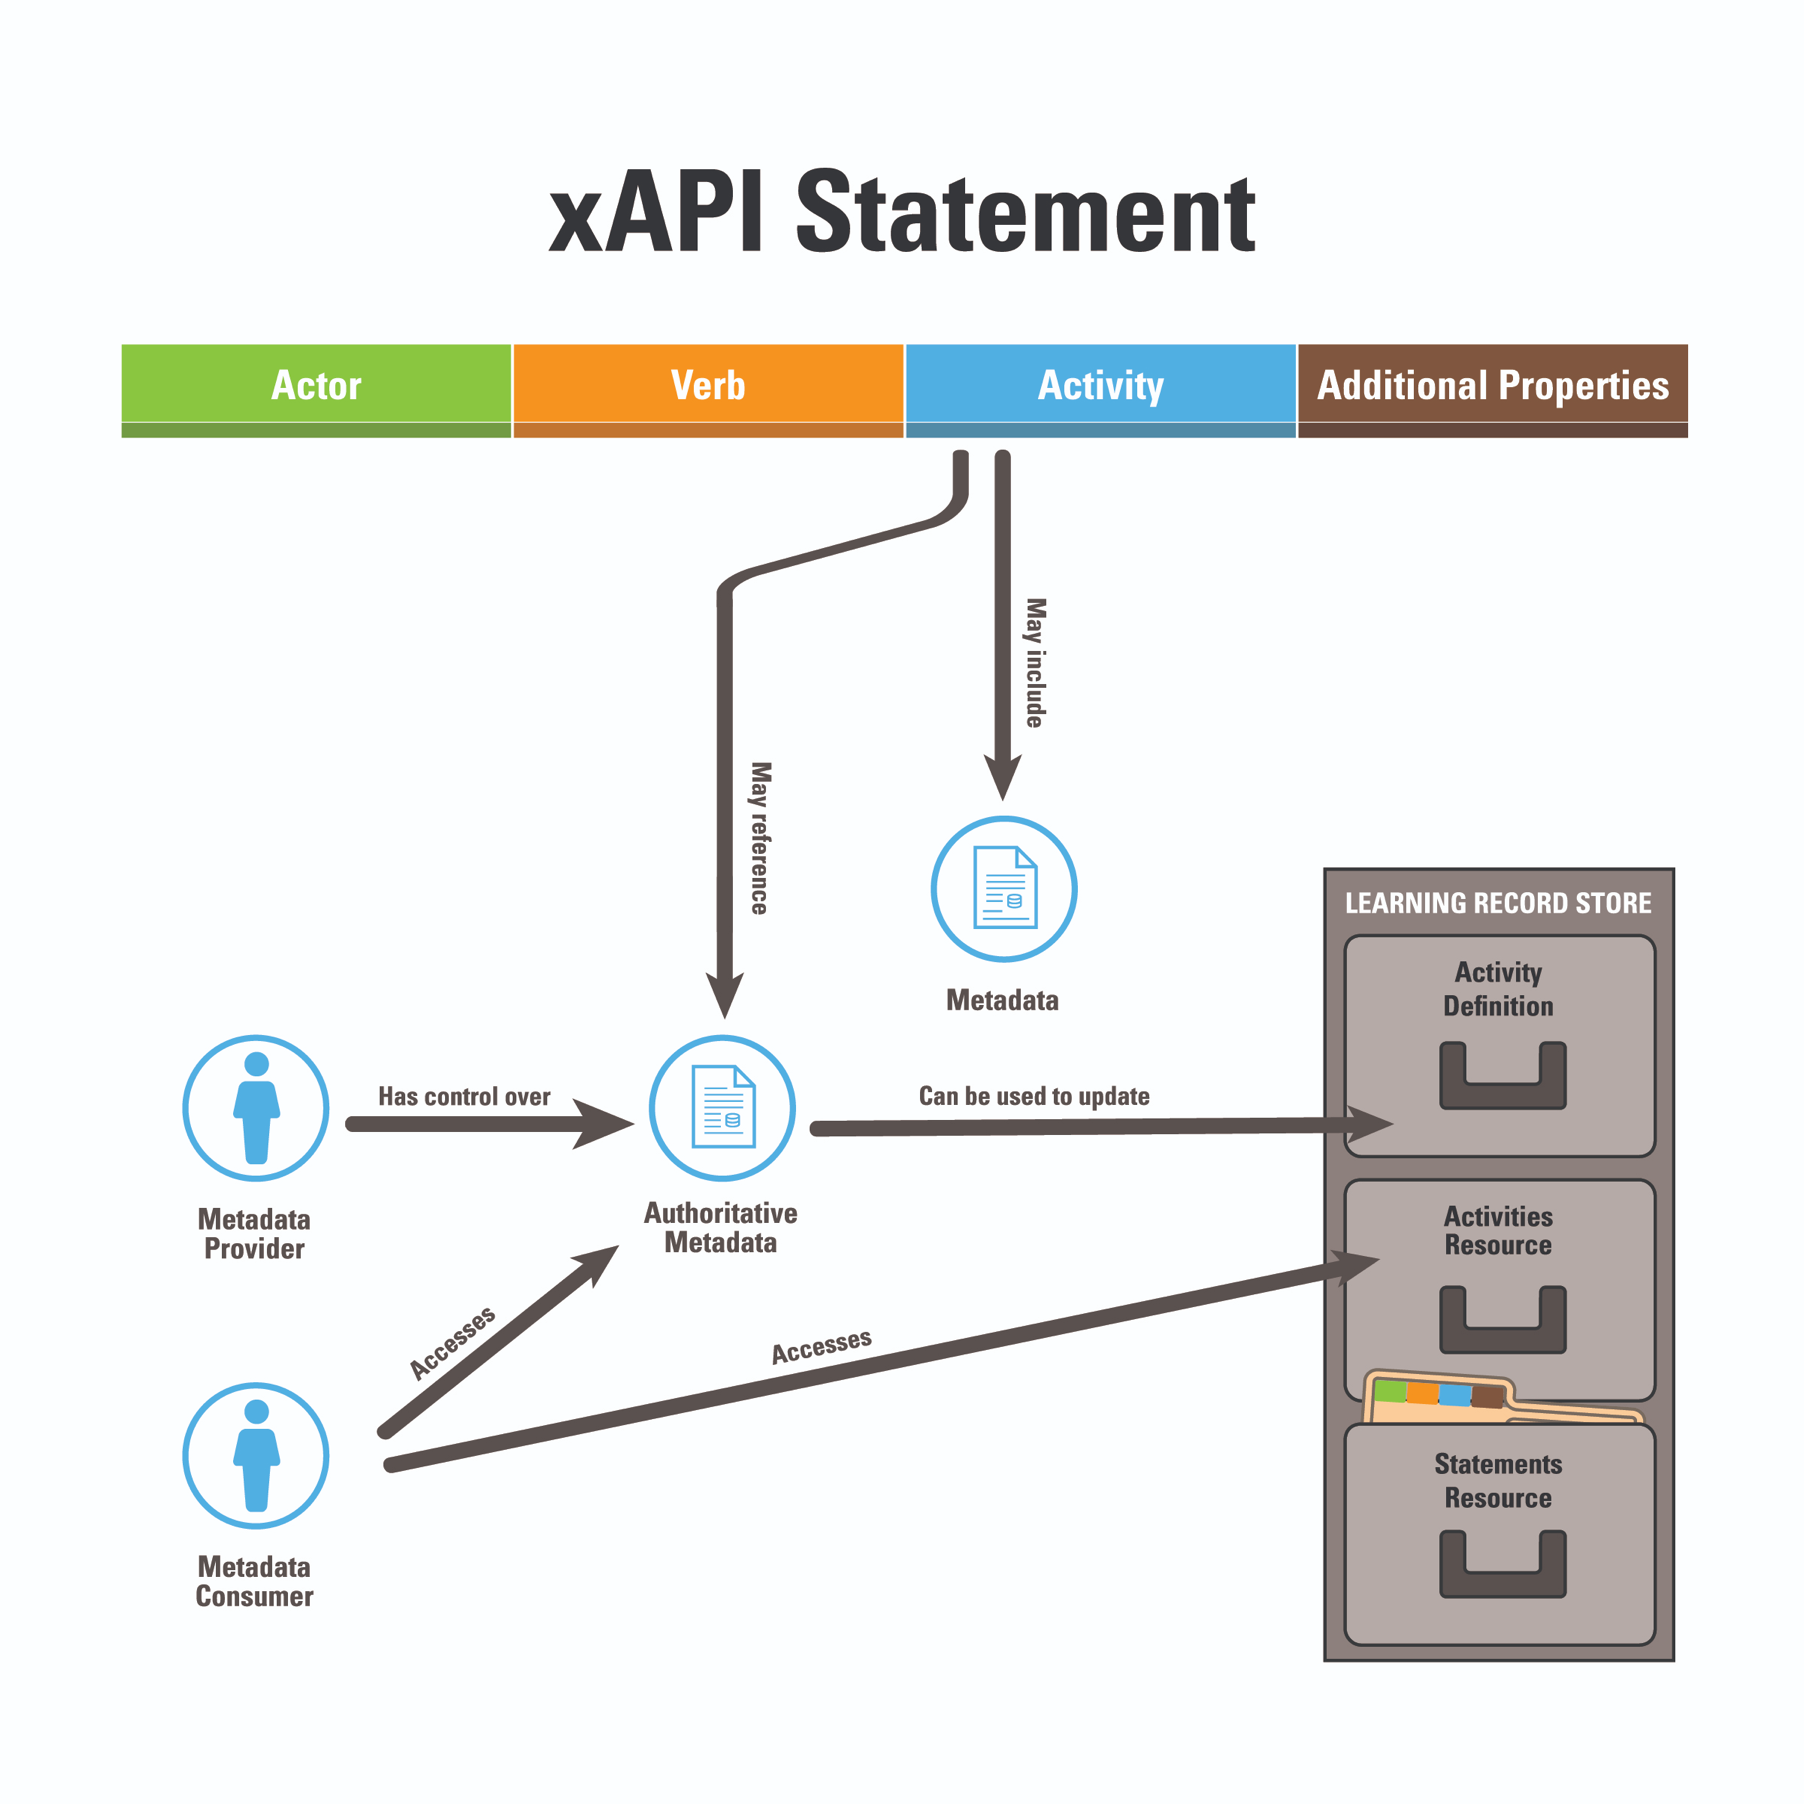 xAPI Statement
Actor
Verb
Activity
Additional Properties
May include
May reference
Metadata
LEARNING RECORD STORE
Activity
Definition
Has control over
Can be used to update
Metadata
Provider
Authoritative
Metadata
Activities
Resource
Accesses
Accesses
Statements
Resource
Metadata
Consumer